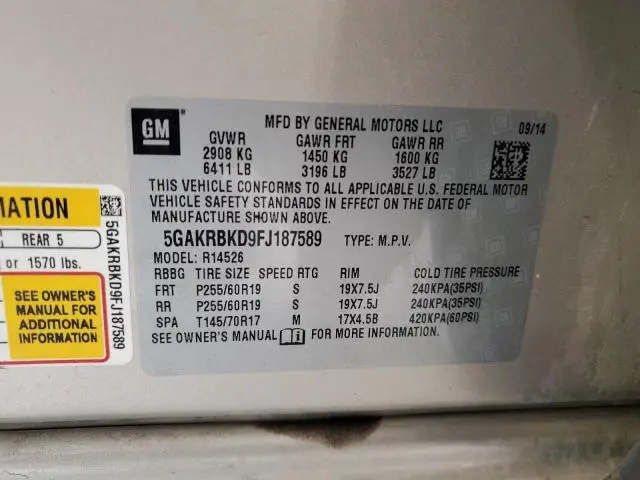 GM
MFD BY GENERAL MOTORS LLC 09/14
GVWR GAWR FRT GAWR RR
2908 KG 1450 KG 1600 KG
6411 LB 3196 LB 3527 LB
THIS VEHICLE CONFORMS TO ALL APPLICABLE U.S. FEDERAL MOTOR
VEHICLE SAFETY STANDARDS IN EFFECT ON THE DATE OF
MANUFACTURE SHOWN ABOVE.
5GAKRBKD9FJ187589 TYPE: M.P.V.
MODEL: R14526
RBBG TIRE SIZE SPEED RTG RIM COLD TIRE PRESSURE
FRT P255/60R19 S 19X7.5J 240KPA(35PSI)
RR P255/60R19 S 19X7.5J 240KPA(35PSI)
SPA T145/70R17 M 17X4.5B 420KPA(60PSI)
SEE OWNER'S MANUAL i FOR MORE INFORMATION.
MATION
REAR 5
or 1570 lbs.
SEE OWNER'S
MANUAL FOR
ADDITIONAL
INFORMATION
5GAKRBKD9FJ187589